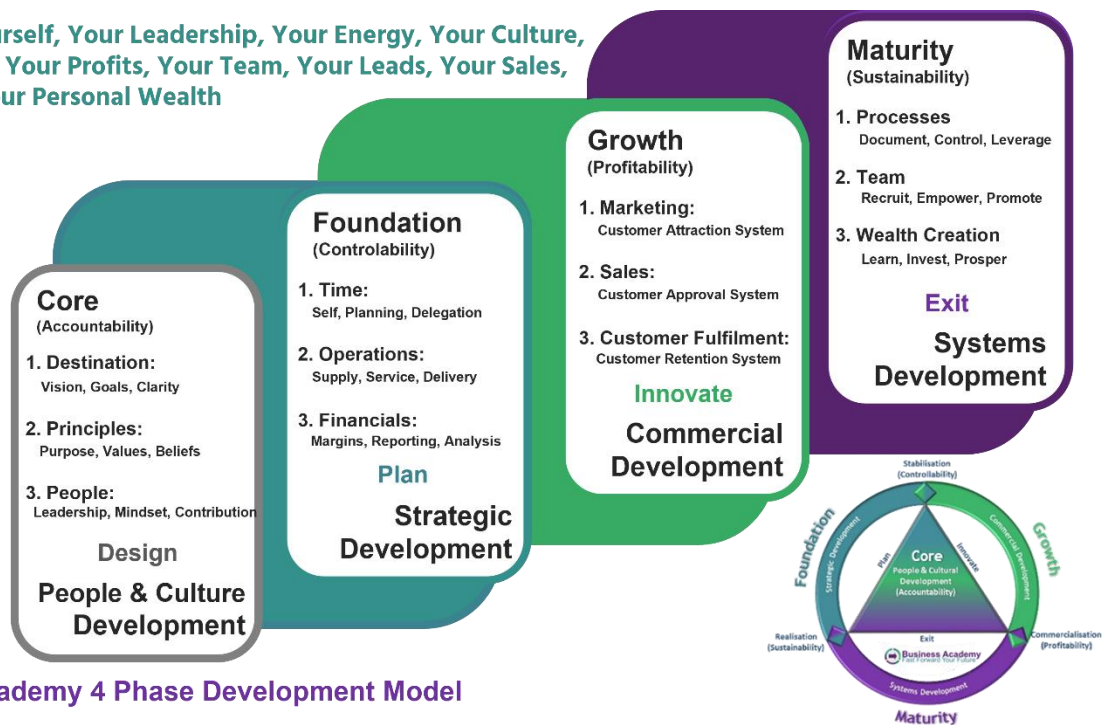 urself, Your Leadership, Your Energy, Your Culture,
Your Profits, Your Team, Your Leads, Your Sales,
ur Personal Wealth
Core
(Accountability)
1. Destination:
Vision, Goals, Clarity
2. Principles:
Purpose, Values, Beliefs
3. People:
Leadership, Mindset, Contribution
Design
People & Culture
Development
Foundation
(Controlability)
1. Time:
Self, Planning, Delegation
2. Operations:
Supply, Service, Delivery
3. Financials:
Margins, Reporting, Analysis
Plan
Strategic
Development
Growth
(Profitability)
1. Marketing:
Customer Attraction System
2. Sales:
Customer Approval System
3. Customer Fulfilment:
Customer Retention System
Innovate
Commercial
Development
Maturity
(Sustainability)
1. Processes
Document, Control, Leverage
2. Team
Recruit, Empower, Promote
3. Wealth Creation
Learn, Invest, Prosper
Exit
Systems
Development
Stabilisation
(Controllability)
Foundation
Strategic Development
Plan
Core
People & Cultural
Development
(Accountability)
Innovate
Commercial Development
Growth
Realisation
(Sustainability)
Exit
Commercialisation
(Profitability)
Business Academy
Fast Forward Your Future
Systems Development
Maturity
ademy 4 Phase Development Model